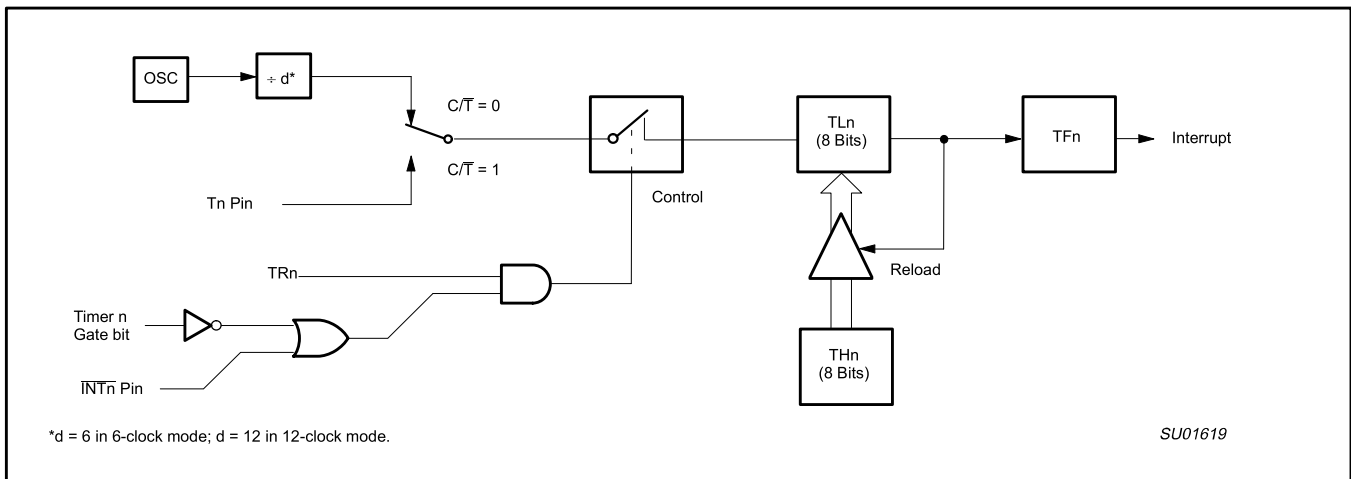 OSC
÷ d*
C/T̅ = 0
C/T̅ = 1
Tn Pin
Control
TLn
(8 Bits)
TFn
Interrupt
Reload
TRn
Timer n
Gate bit
I̅N̅T̅n̅ Pin
THn
(8 Bits)
*d = 6 in 6-clock mode; d = 12 in 12-clock mode.
SU01619